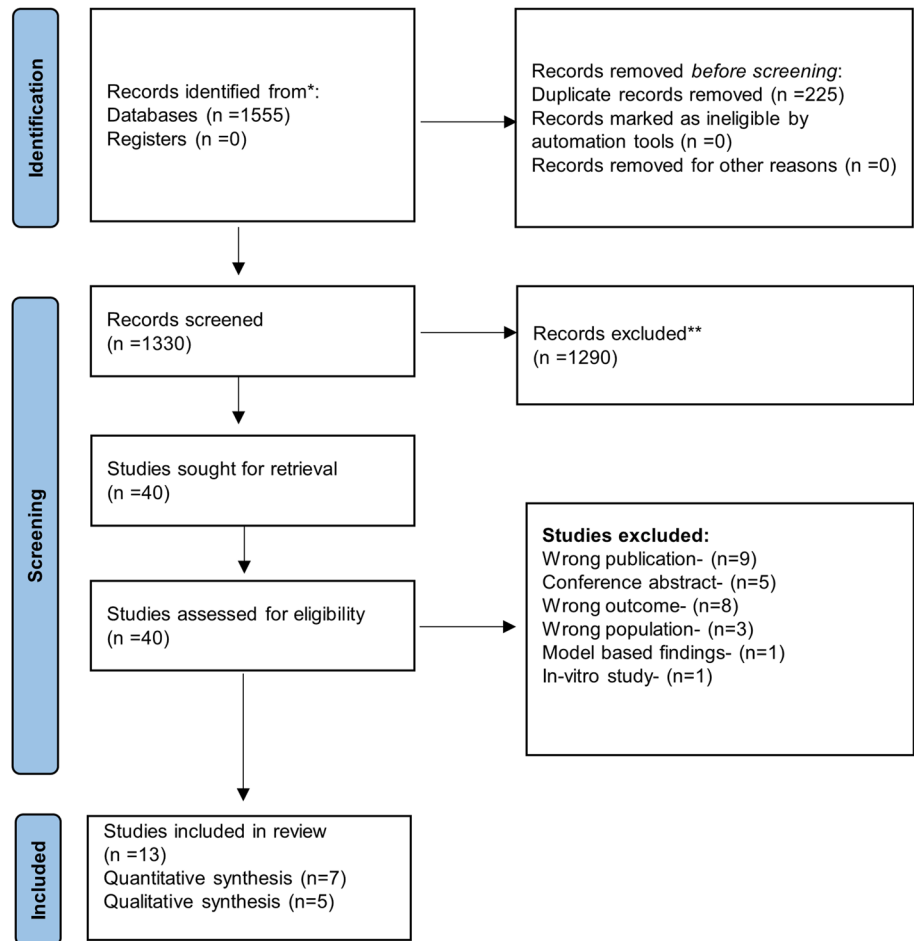 Identification
Records identified from*:
Databases (n =1555)
Registers (n =0)
Records removed before screening:
Duplicate records removed (n =225)
Records marked as ineligible by
automation tools (n =0)
Records removed for other reasons (n =0)
Screening
Records screened
(n =1330)
Records excluded**
(n =1290)
Studies sought for retrieval
(n =40)
Studies assessed for eligibility
(n =40)
Studies excluded:
Wrong publication- (n=9)
Conference abstract- (n=5)
Wrong outcome- (n=8)
Wrong population- (n=3)
Model based findings- (n=1)
In-vitro study- (n=1)
Included
Studies included in review
(n =13)
Quantitative synthesis (n=7)
Qualitative synthesis (n=5)